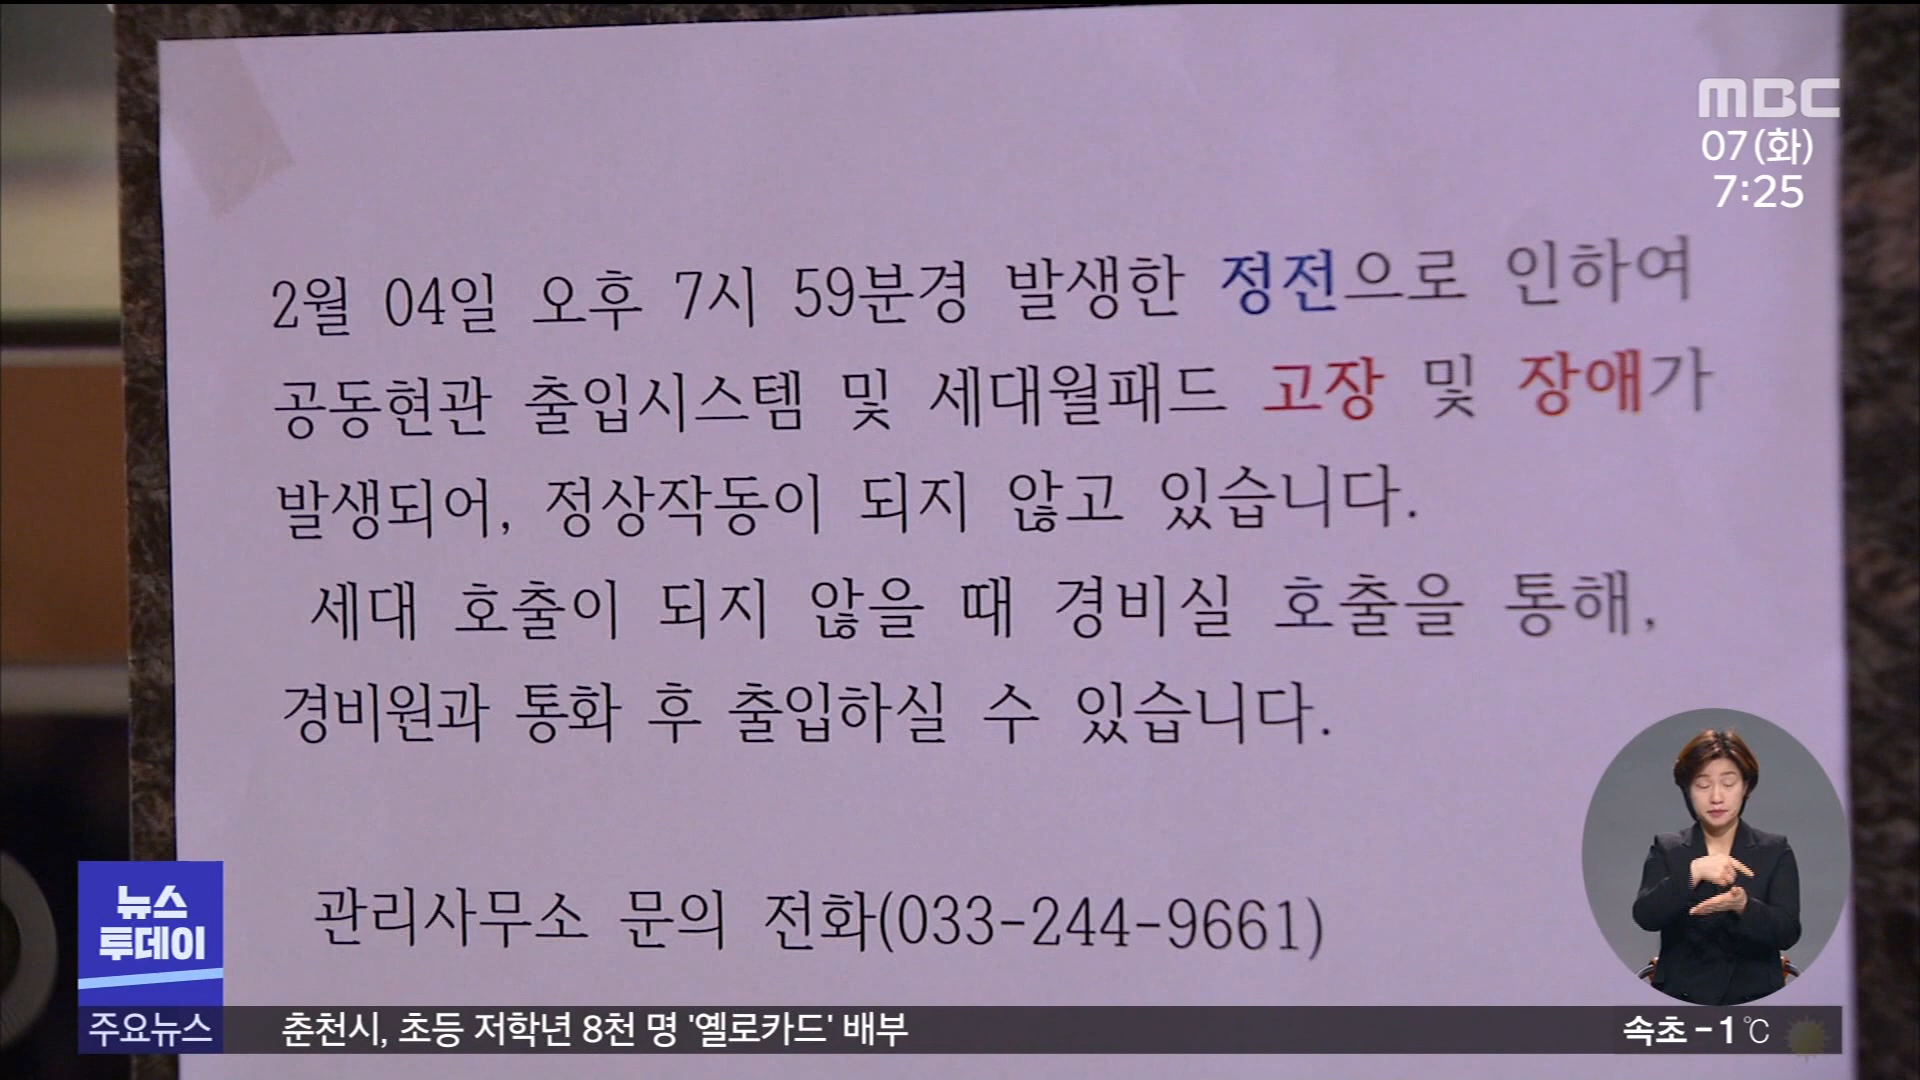 MBC
07(화)
7:25
2월 04일 오후 7시 59분경 발생한 정전으로 인하여
공동현관 출입시스템 및 세대월패드 고장 및 장애가
발생되어, 정상작동이 되지 않고 있습니다.
세대 호출이 되지 않을 때 경비실 호출을 통해,
경비원과 통화 후 출입하실 수 있습니다.
관리사무소 문의 전화(033-244-9661)
뉴스
투데이
주요뉴스 춘천시, 초등 저학년 8천 명 '옐로카드' 배부 속초 -1℃